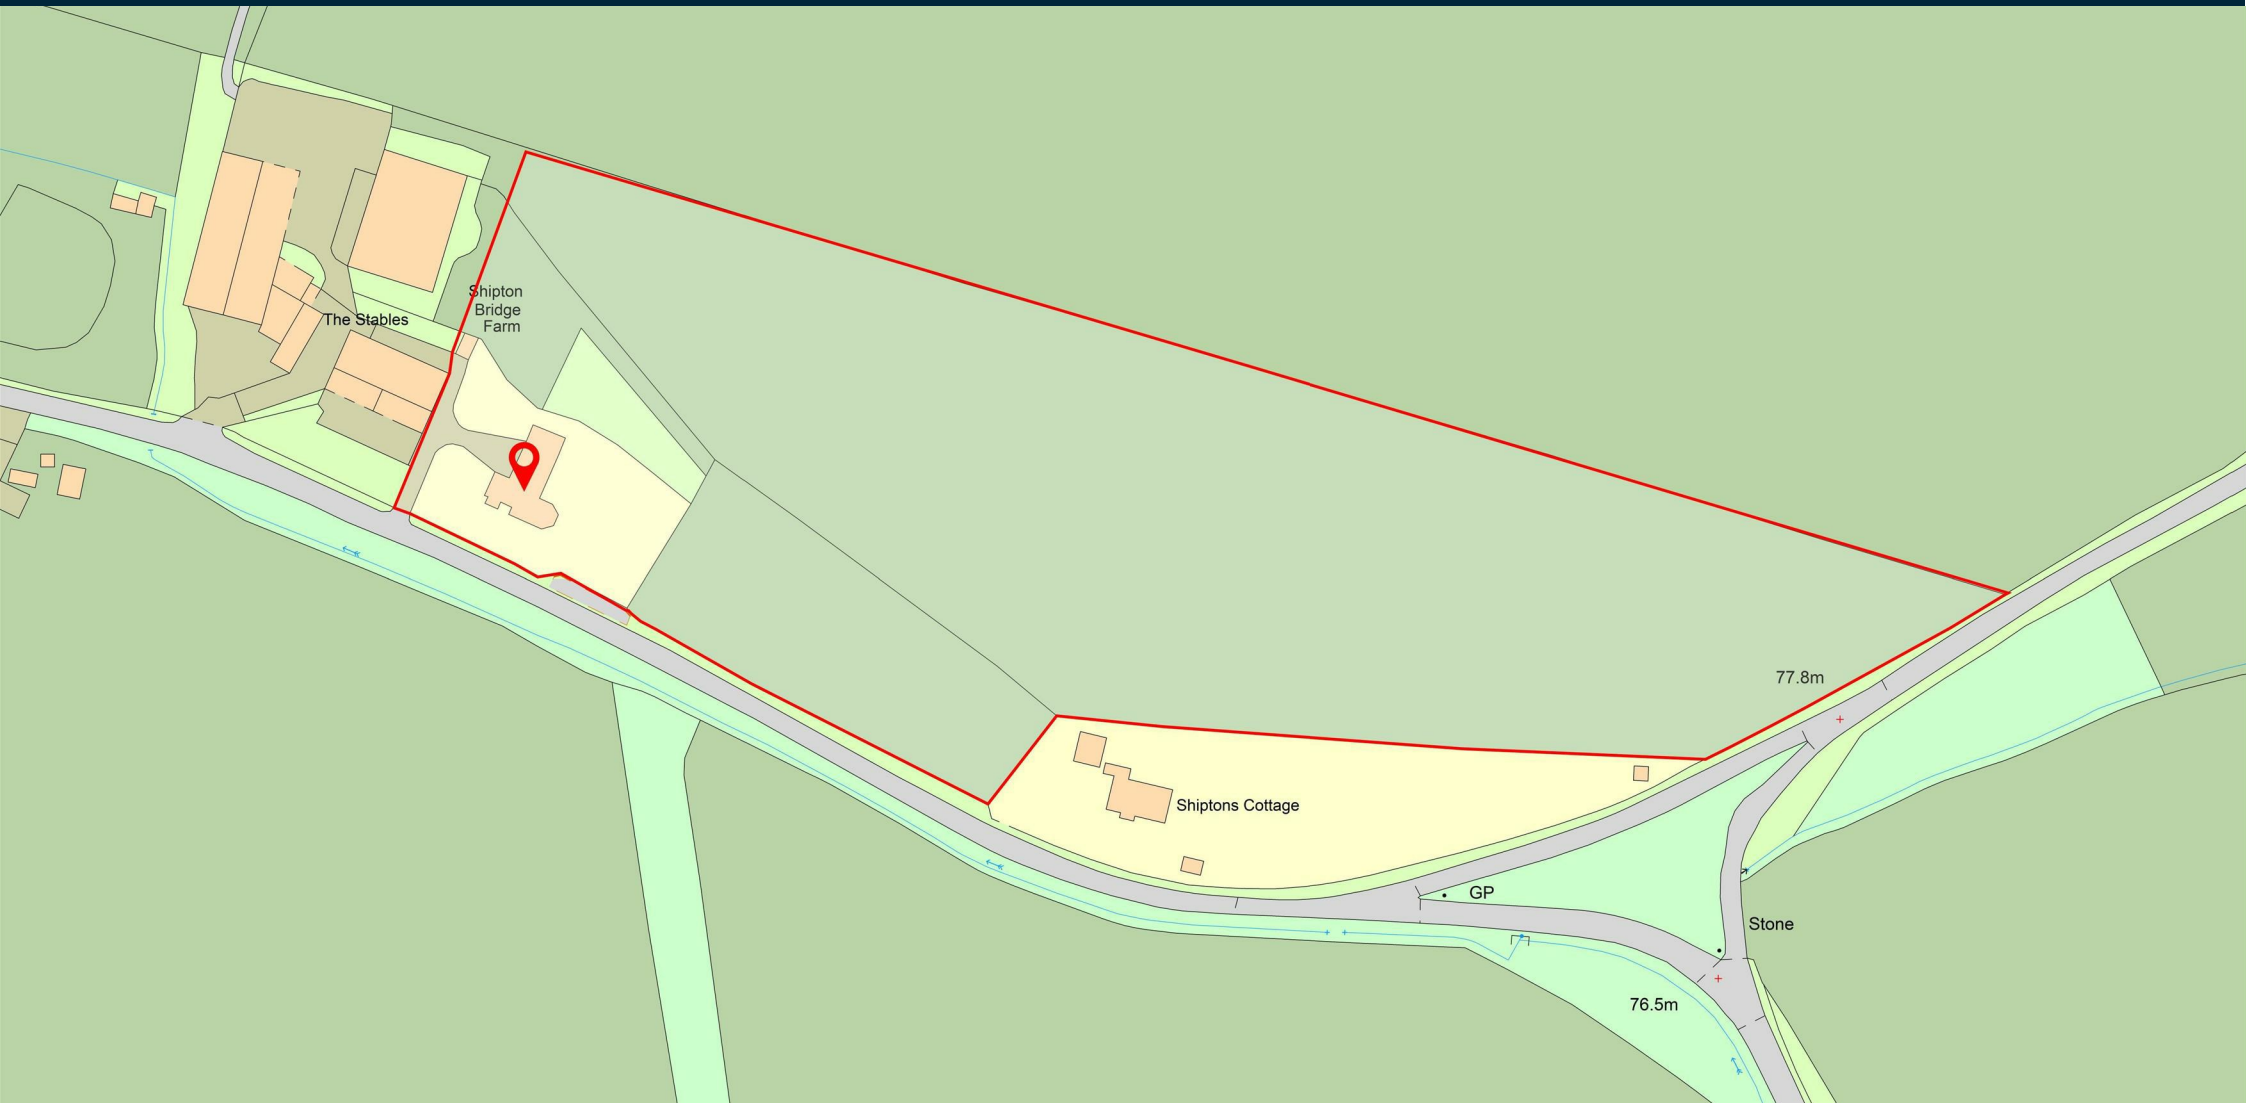 Shipton
Bridge
Farm
The Stables
77.8m
Shiptons Cottage
GP
Stone
76.5m